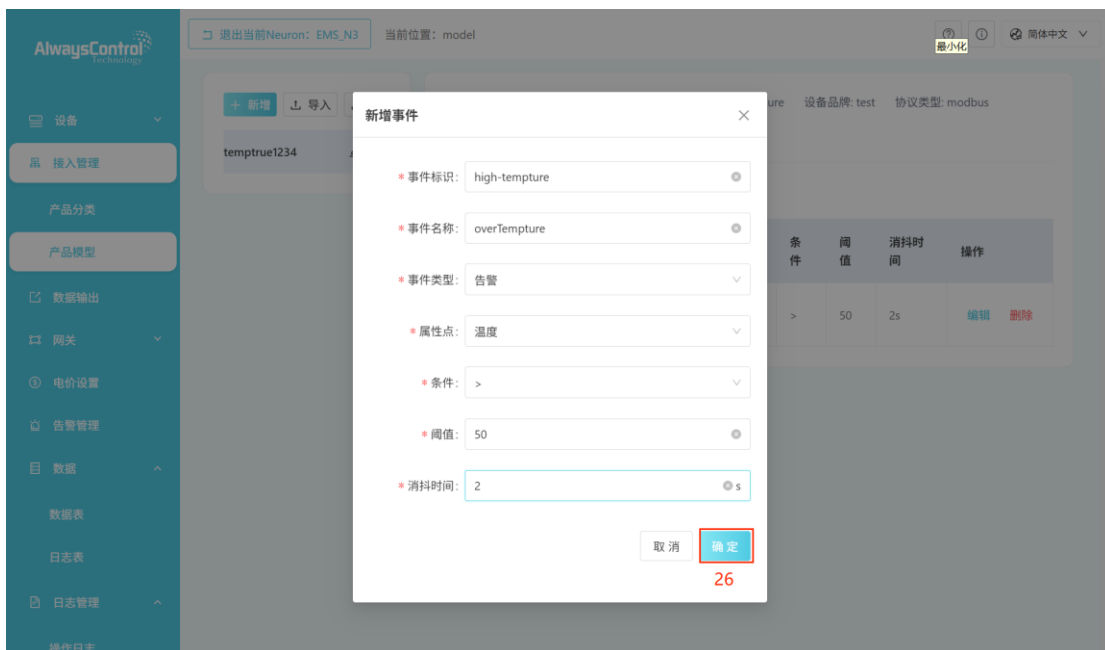 AlwaysControl
Technology
退出当前Neuron：EMS_N3
当前位置：model
最小化
简体中文
设备
接入管理
产品分类
产品模型
数据输出
网关
电价设置
告警管理
数据
数据表
日志表
日志管理
操作日志
新增
导入
temptrue1234
ure
设备品牌: test
协议类型: modbus
条件
阈值
消抖时间
操作
>
50
2s
编辑
删除
新增事件
* 事件标识：high-tempture
* 事件名称：overTempture
* 事件类型：告警
* 属性点：温度
* 条件：>
* 阈值：50
* 消抖时间：2 s
取 消
确 定
26